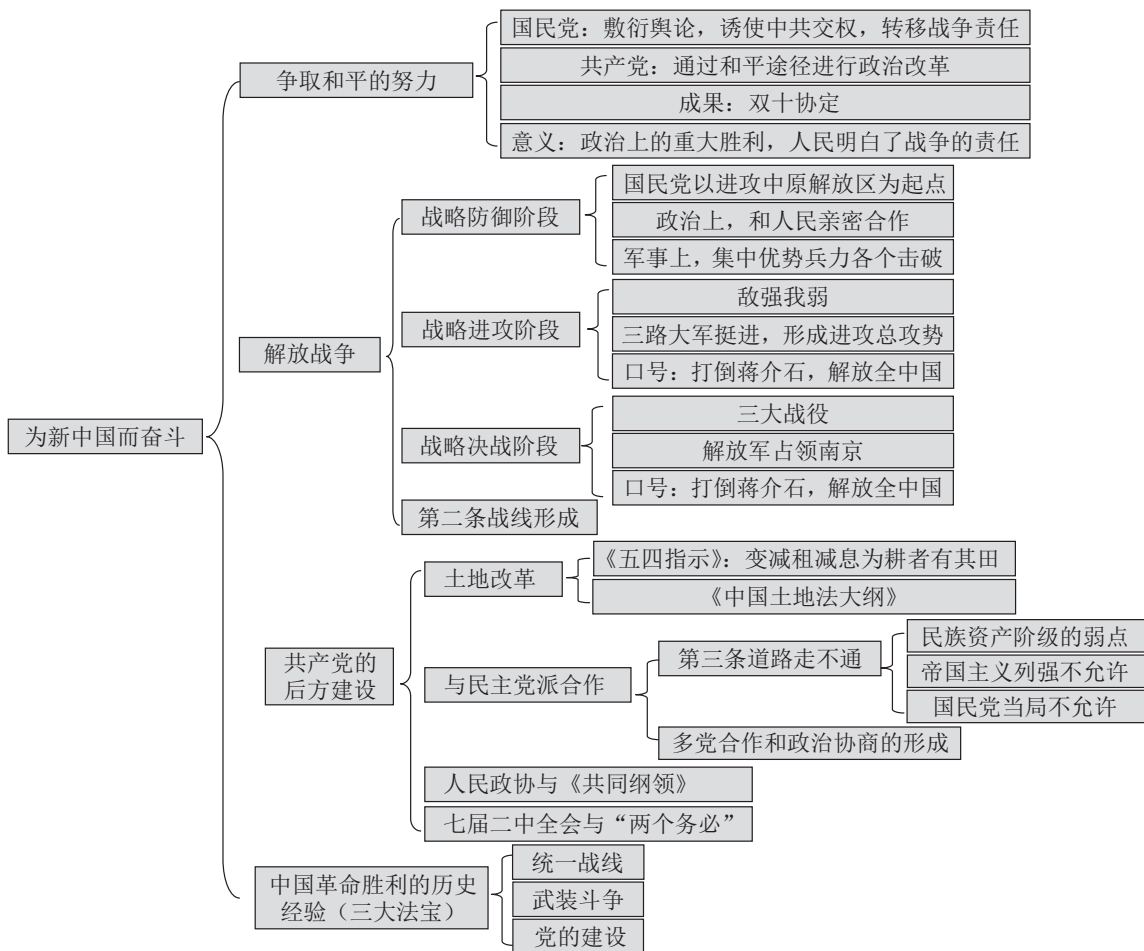 为新中国而奋斗
争取和平的努力
国民党：敷衍舆论，诱使中共交权，转移战争责任
共产党：通过和平途径进行政治改革
成果：双十协定
意义：政治上的重大胜利，人民明白了战争的责任
解放战争
战略防御阶段
国民党以进攻中原解放区为起点
政治上，和人民亲密合作
军事上，集中优势兵力各个击破
战略进攻阶段
敌强我弱
三路大军挺进，形成进攻总攻势
口号：打倒蒋介石，解放全中国
战略决战阶段
三大战役
解放军占领南京
口号：打倒蒋介石，解放全中国
第二条战线形成
共产党的
后方建设
土地改革
《五四指示》：变减租减息为耕者有其田
《中国土地法大纲》
与民主党派合作
第三条道路走不通
民族资产阶级的弱点
帝国主义列强不允许
国民党当局不允许
多党合作和政治协商的形成
人民政协与《共同纲领》
七届二中全会与“两个务必”
中国革命胜利的历史
经验（三大法宝）
统一战线
武装斗争
党的建设